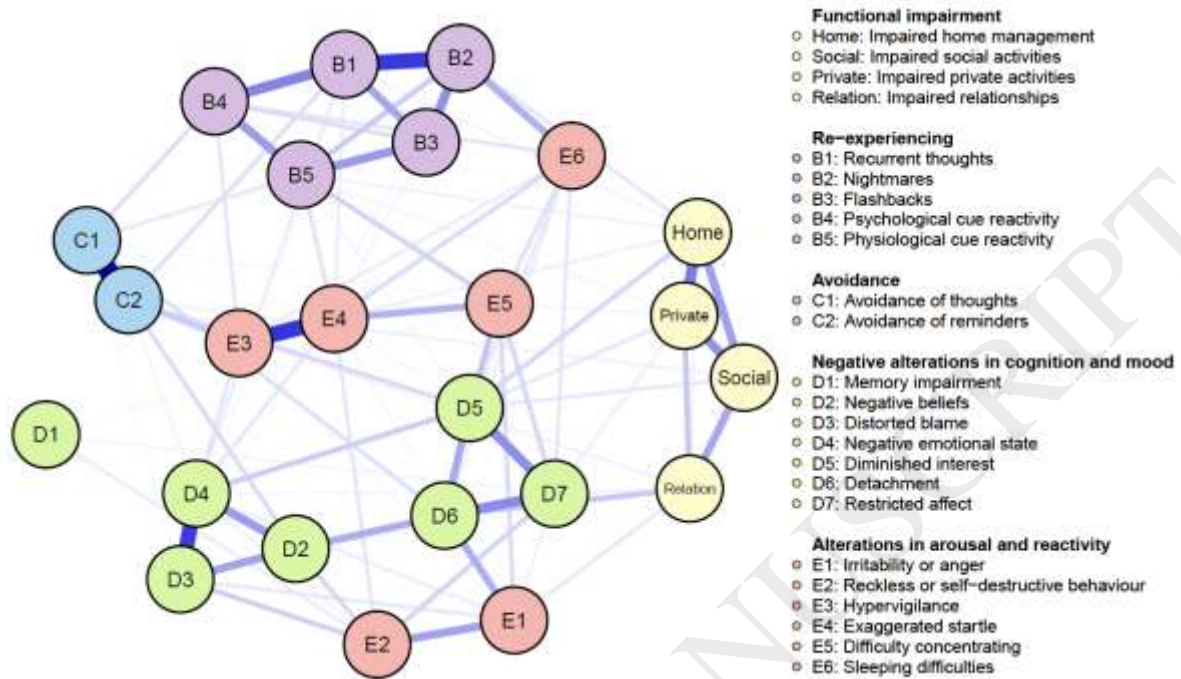 B1
B2
B4
B3
B5
E6
C1
Home
C2
E5
Private
E4
E3
Social
D5
D1
D4
D7
Relation
D6
D2
D3
E1
E2
Functional impairment
Home: Impaired home management
Social: Impaired social activities
Private: Impaired private activities
Relation: Impaired relationships
Re−experiencing
B1: Recurrent thoughts
B2: Nightmares
B3: Flashbacks
B4: Psychological cue reactivity
B5: Physiological cue reactivity
Avoidance
C1: Avoidance of thoughts
C2: Avoidance of reminders
Negative alterations in cognition and mood
D1: Memory impairment
D2: Negative beliefs
D3: Distorted blame
D4: Negative emotional state
D5: Diminished interest
D6: Detachment
D7: Restricted affect
Alterations in arousal and reactivity
E1: Irritability or anger
E2: Reckless or self−destructive behaviour
E3: Hypervigilance
E4: Exaggerated startle
E5: Difficulty concentrating
E6: Sleeping difficulties
NUSCRIPT